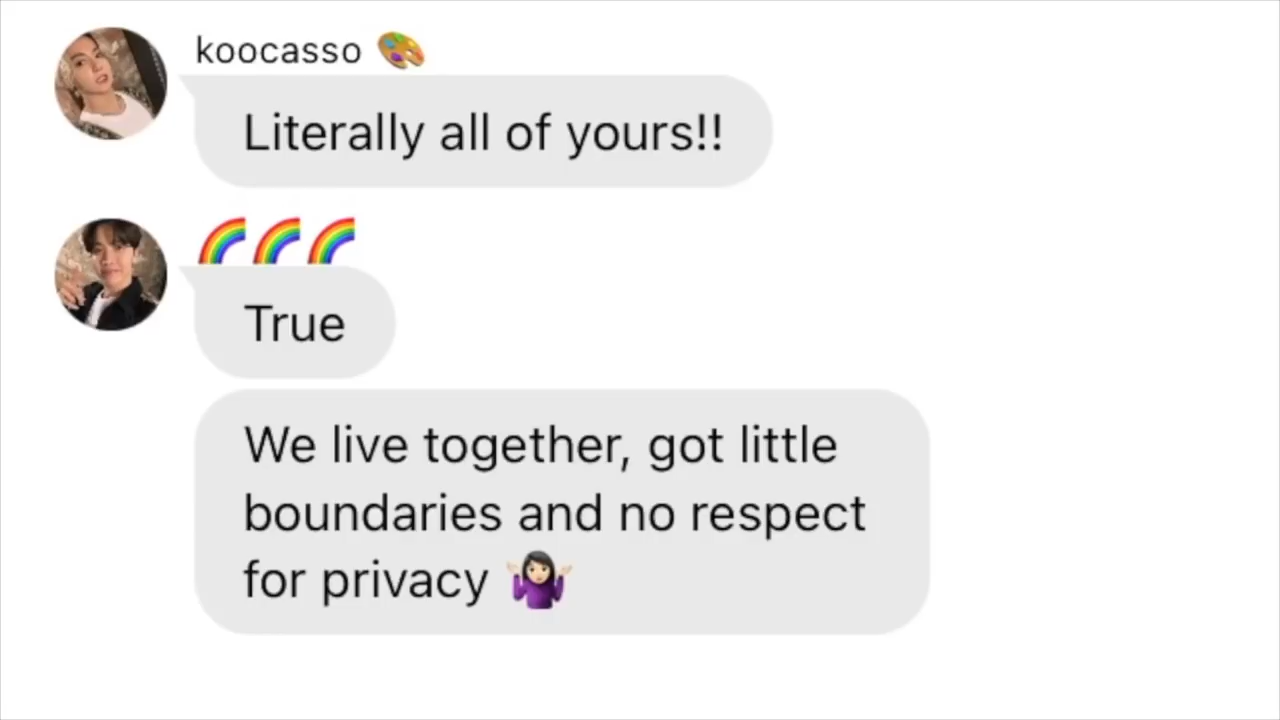 koocasso 🎨
Literally all of yours!!
🌈🌈🌈
True
We live together, got little
boundaries and no respect
for privacy 🤷🏻‍♀️